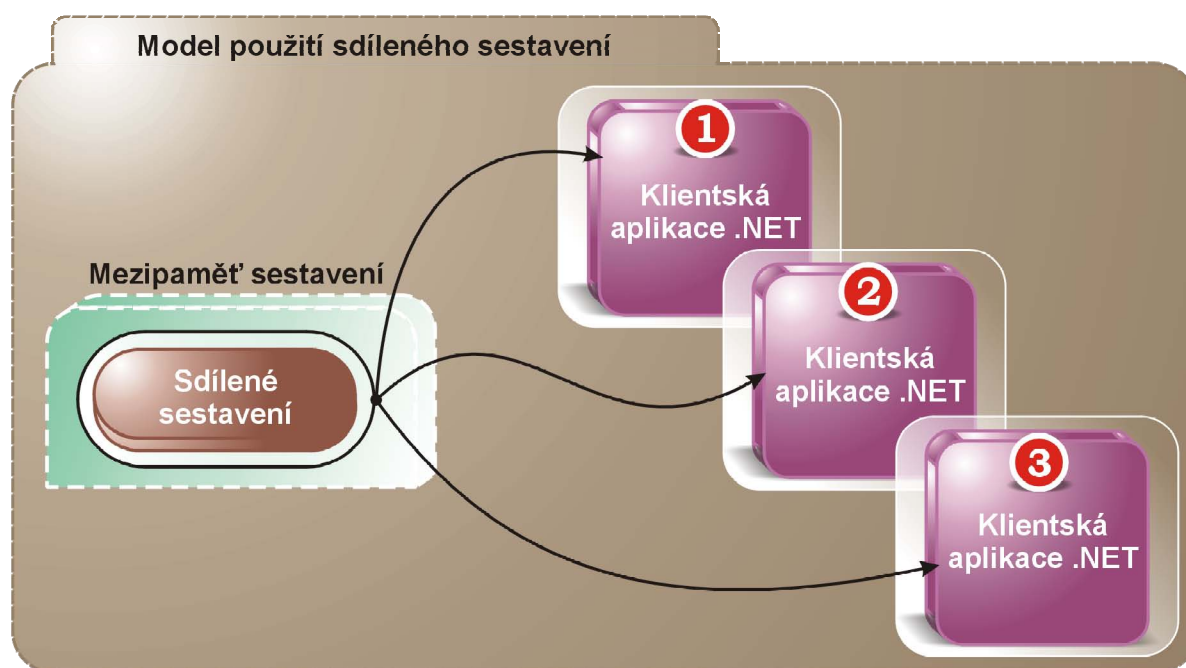 Model použití sdíleného sestavení
1
Klientská
aplikace .NET
Mezipaměť sestavení
2
Sdílené
sestavení
Klientská
aplikace .NET
3
Klientská
aplikace .NET